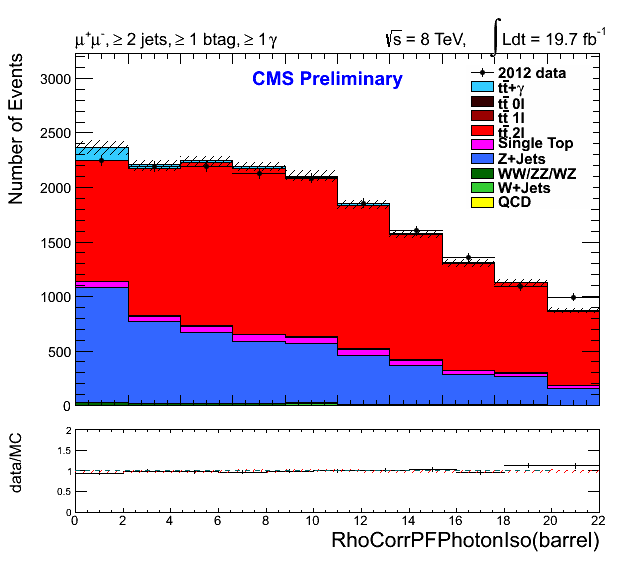 μ⁺μ⁻, ≥ 2 jets, ≥ 1 btag, ≥ 1 γ
√s = 8 TeV, ∫ Ldt = 19.7 fb⁻¹
CMS Preliminary
2012 data
tt̄+γ
tt̄ 0l
tt̄ 1l
tt̄ 2l
Single Top
Z+Jets
WW/ZZ/WZ
W+Jets
QCD
Number of Events
3000
2500
2000
1500
1000
500
0
data/MC
2
1.5
1
0.5
0
0 2 4 6 8 10 12 14 16 18 20 22
RhoCorrPFPhotonIso(barrel)